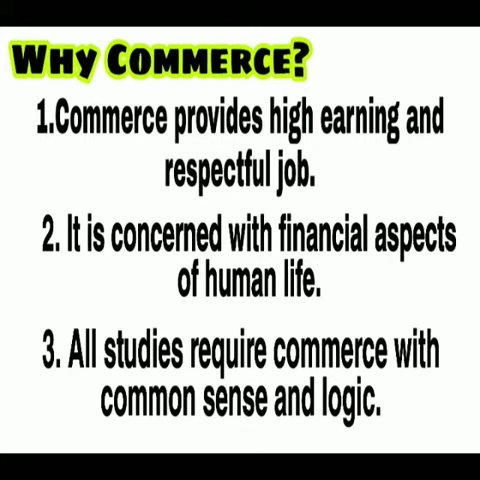 WHY COMMERCE?
1.Commerce provides high earning and
respectful job.
2. It is concerned with financial aspects
of human life.
3. All studies require commerce with
common sense and logic.